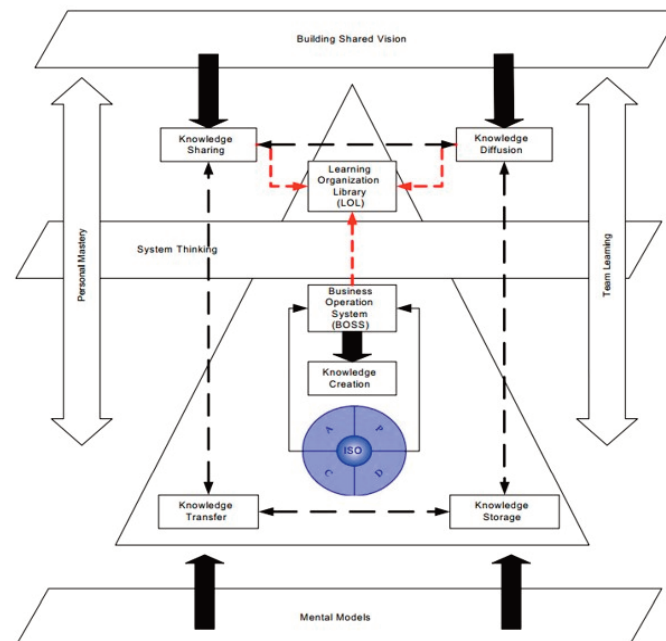 Building Shared Vision
Knowledge
Sharing
Knowledge
Diffusion
Learning
Organization
Library
(LOL)
System Thinking
Personal Mastery
Team Learning
Business
Operation
System
(BOSS)
Knowledge
Creation
A
P
ISO
C
D
Knowledge
Transfer
Knowledge
Storage
Mental Models